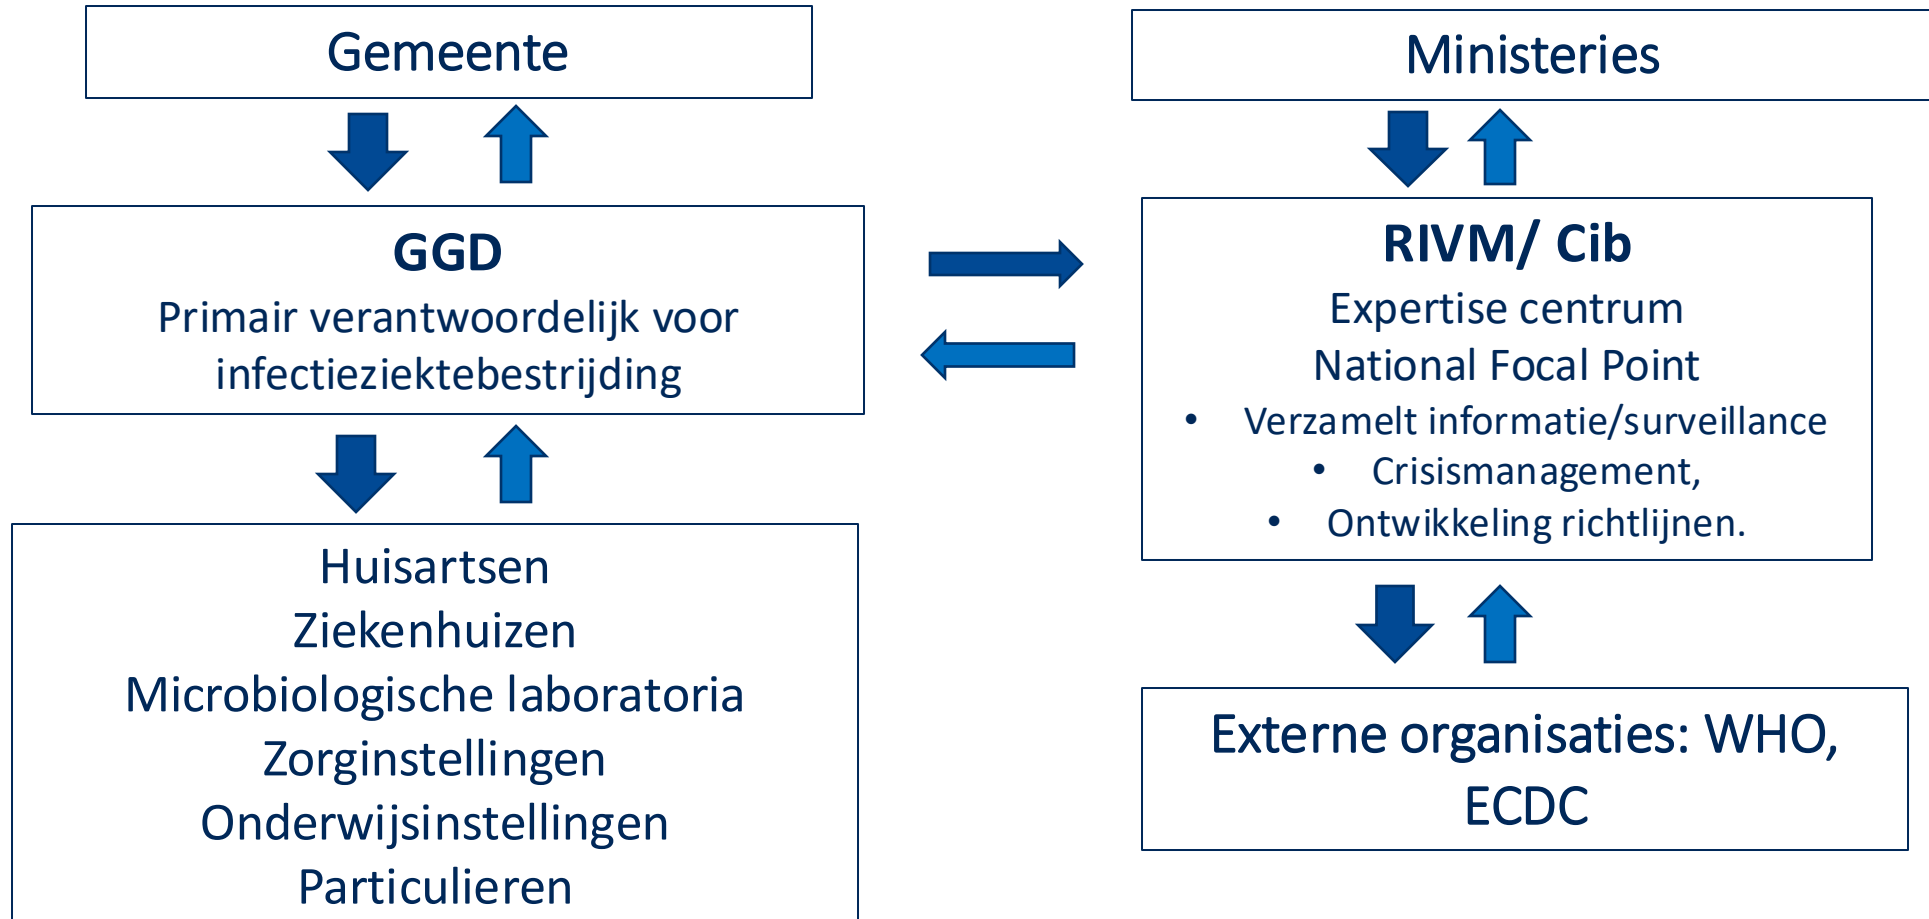 Gemeente
Ministeries
GGD
Primair verantwoordelijk voor
infectieziektebestrijding
RIVM/ Cib
Expertise centrum
National Focal Point
• Verzamelt informatie/surveillance
• Crisismanagement,
• Ontwikkeling richtlijnen.
Huisartsen
Ziekenhuizen
Microbiologische laboratoria
Zorginstellingen
Onderwijsinstellingen
Particulieren
Externe organisaties: WHO,
ECDC